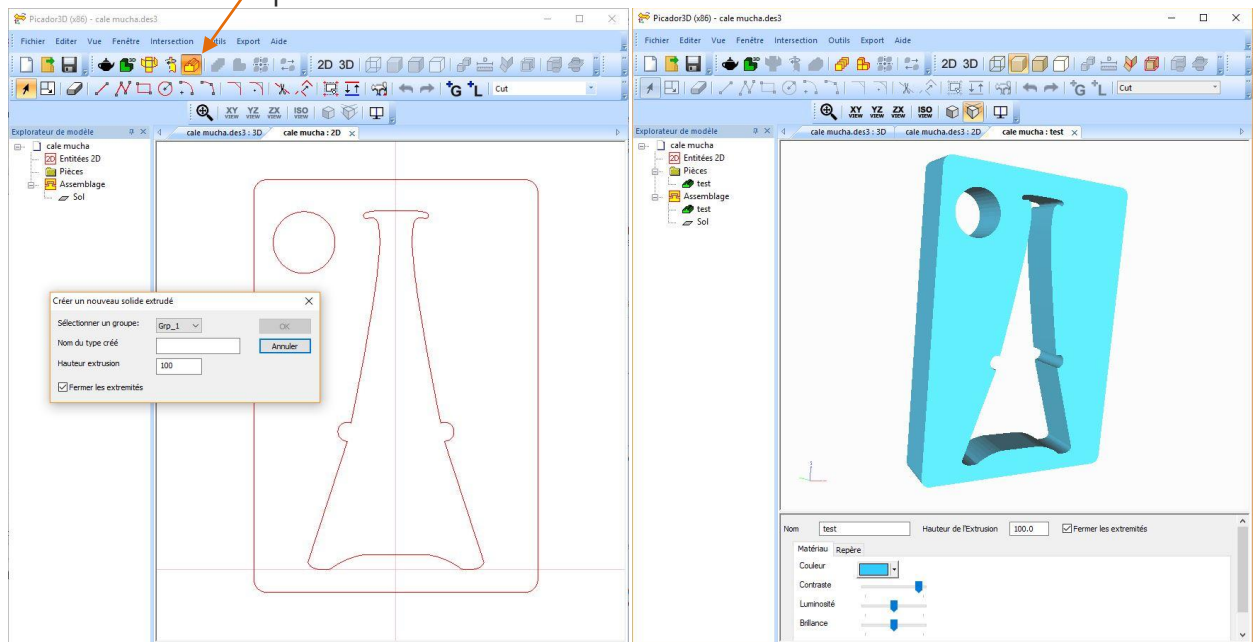 Picador3D (x86) - cale mucha.des3
Fichier Editer Vue Fenêtre Intersection Outils Export Aide
2D 3D
G L Cut
XY VIEW YZ VIEW ZX VIEW ISO VIEW
Explorateur de modèle
cale mucha.des3 : 3D cale mucha : 2D
cale mucha
2D Entitées 2D
Pièces
Assemblage
Sol
Créer un nouveau solide extrudé
Sélectionner un groupe: Grp_1 OK
Nom du type créé Annuler
Hauteur extrusion 100
Fermer les extremités
Picador3D (x86) - cale mucha.des3
Fichier Editer Vue Fenêtre Intersection Outils Export Aide
2D 3D
G L Cut
XY VIEW YZ VIEW ZX VIEW ISO VIEW
Explorateur de modèle
cale mucha.des3 : 3D cale mucha.des3 : 2D cale mucha : test
cale mucha
2D Entitées 2D
Pièces
test
Assemblage
test
Sol
Nom test Hauteur de l'Extrusion 100.0 Fermer les extremités
Matériau Repère
Couleur
Contraste
Luminosité
Brillance